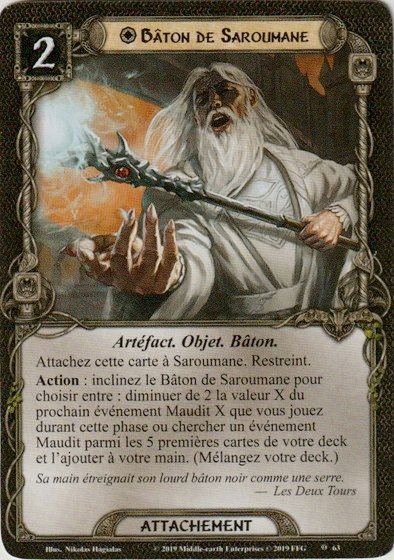 2
BÂTON DE SAROUMANE
Artéfact. Objet. Bâton.
Attachez cette carte à Saroumane. Restreint.
Action : inclinez le Bâton de Saroumane pour
choisir entre : diminuer de 2 la valeur X du
prochain événement Maudit X que vous jouez
durant cette phase ou chercher un événement
Maudit parmi les 5 premières cartes de votre deck
et l'ajouter à votre main. (Mélangez votre deck.)
Sa main étreignait son lourd bâton noir comme une serre.
— Les Deux Tours
ATTACHEMENT
Illus. Nikolas Hagialas © 2019 Middle-earth Enterprises © 2019 FFG 63